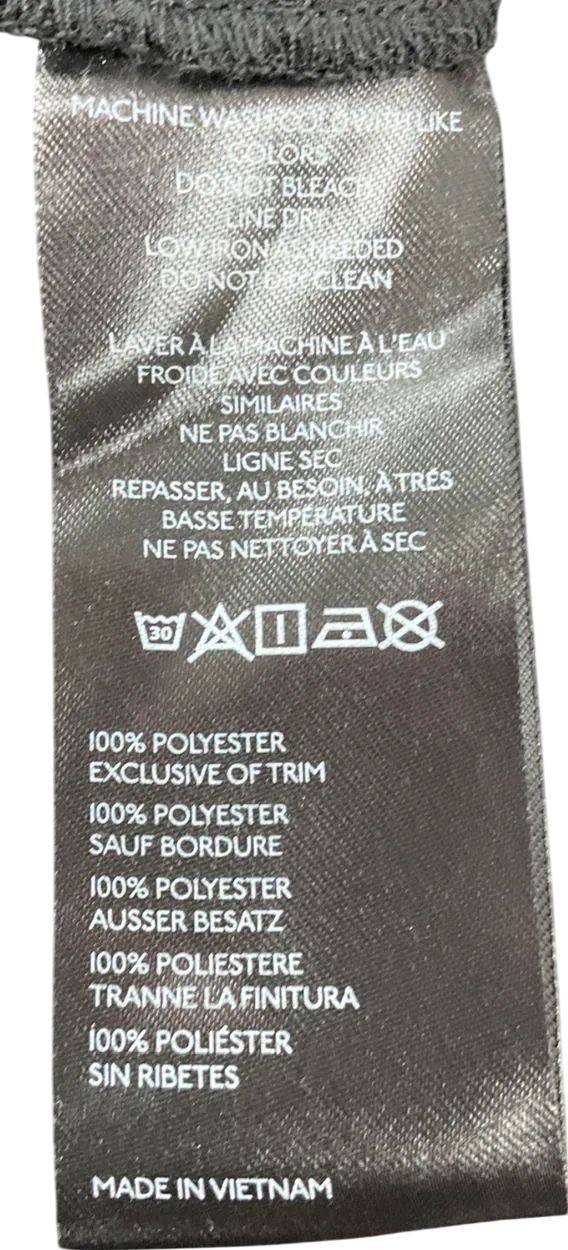 MACHINE WASH COLD WITH LIKE
COLORS
DO NOT BLEACH
LINE DRY
LOW IRON AS NEEDED
DO NOT DRY CLEAN
LAVER À LA MACHINE À L'EAU
FROIDE AVEC COULEURS
SIMILAIRES
NE PAS BLANCHIR
LIGNE SEC
REPASSER, AU BESOIN, À TRÉS
BASSE TEMPÉRATURE
NE PAS NETTOYER À SEC
30
100% POLYESTER
EXCLUSIVE OF TRIM
100% POLYESTER
SAUF BORDURE
100% POLYESTER
AUSSER BESATZ
100% POLIESTERE
TRANNE LA FINITURA
100% POLIÉSTER
SIN RIBETES
MADE IN VIETNAM